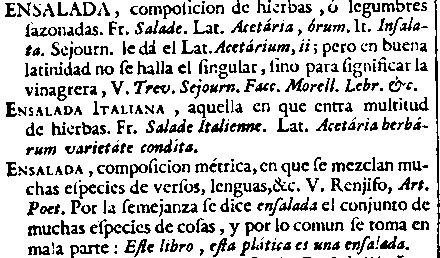 ENSALADA, compoſicion de hierbas, ò legumbres
ſazonadas. Fr. Salade. Lat. Acetária, órum. It. Inſala-
ta. Sejourn. le dá el Lat. Acetárium, ii; pero en buena
latinidad no ſe halla el ſingular, ſino para ſignificar la
vinagrera, V. Trev. Sejourn. Facc. Morell. Lebr. &c.
ENSALADA ITALIANA, aquella en que entra multitud
de hierbas. Fr. Salade Italienne. Lat. Acetária herbá-
rum varietáte condita.
ENSALADA, compoſicion métrica, en que ſe mezclan mu-
chas eſpecies de verſos, lenguas, &c. V. Renjifo, Art.
Poet. Por la ſemejanza ſe dice enſalada el conjunto de
muchas eſpecies de coſas, y por lo comun ſe toma en
mala parte: Eſte libro, eſta plática es una enſalada.